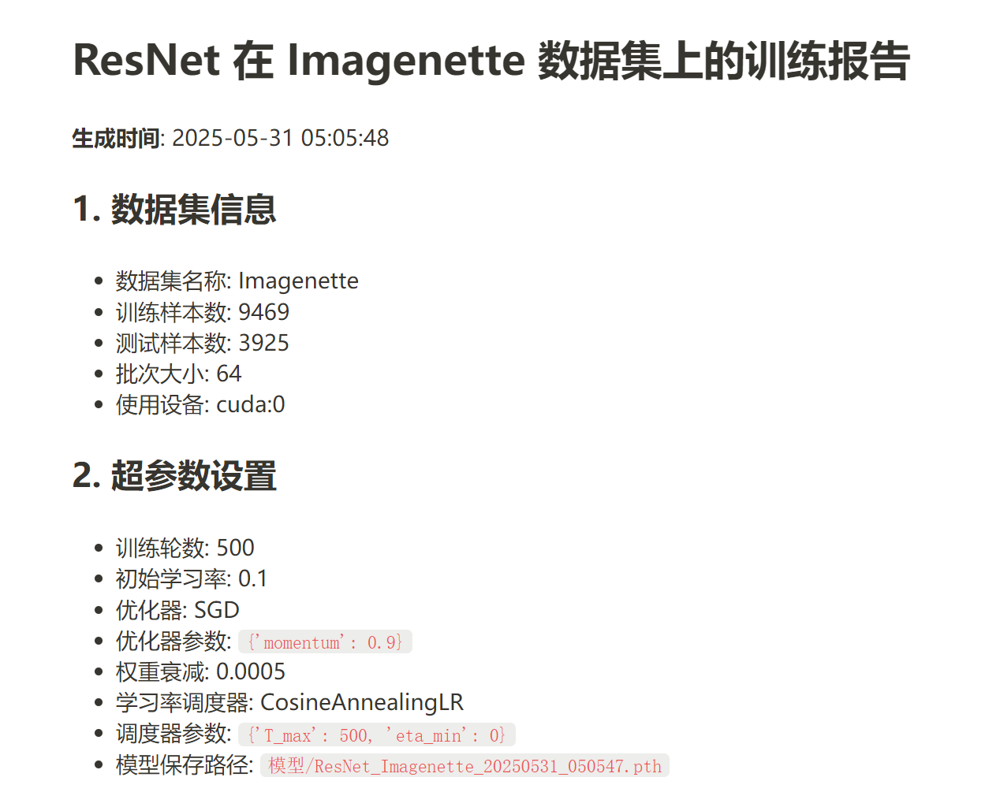 ResNet 在 Imagenette 数据集上的训练报告
生成时间: 2025-05-31 05:05:48
1. 数据集信息
数据集名称: Imagenette
训练样本数: 9469
测试样本数: 3925
批次大小: 64
使用设备: cuda:0
2. 超参数设置
训练轮数: 500
初始学习率: 0.1
优化器: SGD
优化器参数: {'momentum': 0.9}
权重衰减: 0.0005
学习率调度器: CosineAnnealingLR
调度器参数: {'T_max': 500, 'eta_min': 0}
模型保存路径: 模型/ResNet_Imagenette_20250531_050547.pth